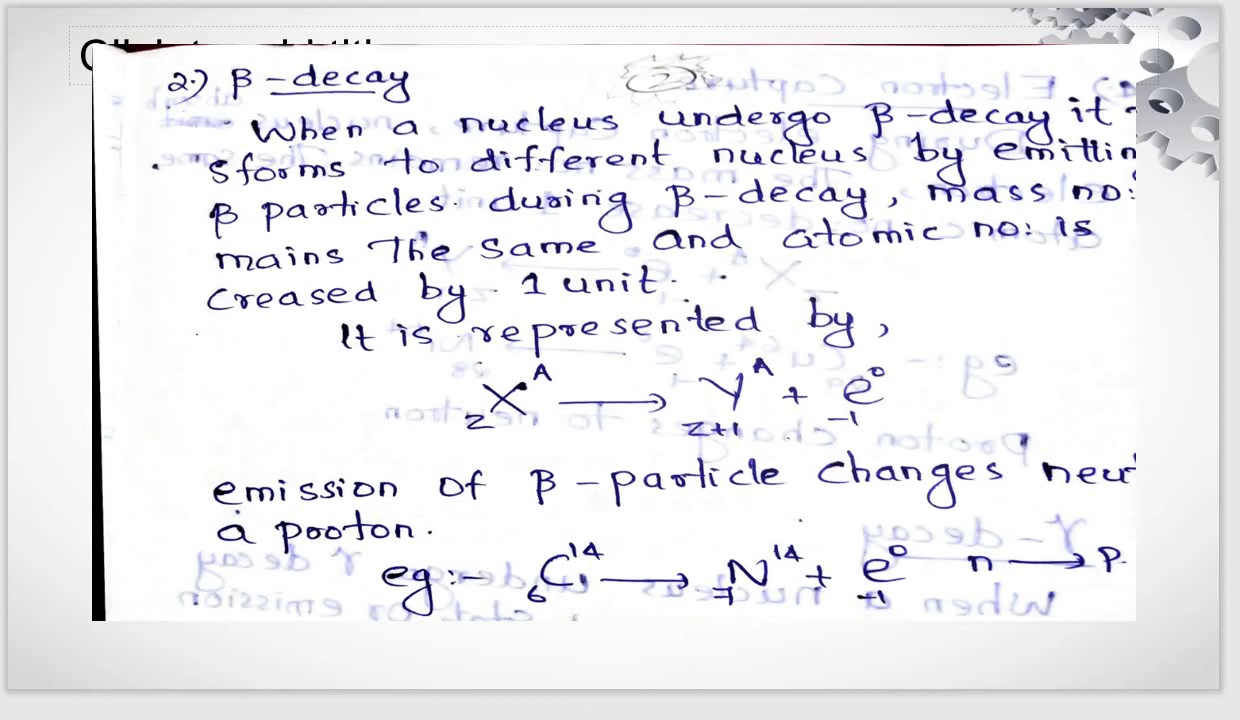 2.) β-decay
When a nucleus undergo β-decay it
sforms to different nucleus by emittin
β particles. during β-decay, mass no:
mains The same and atomic no: is
creased by 1 unit.
It is represented by,
zX^A → z+1Y^A + -1e^0
emission of β-particle changes neut
a proton.
eg:- 6C^14 → 7N^14 + -1e^0 n → p.